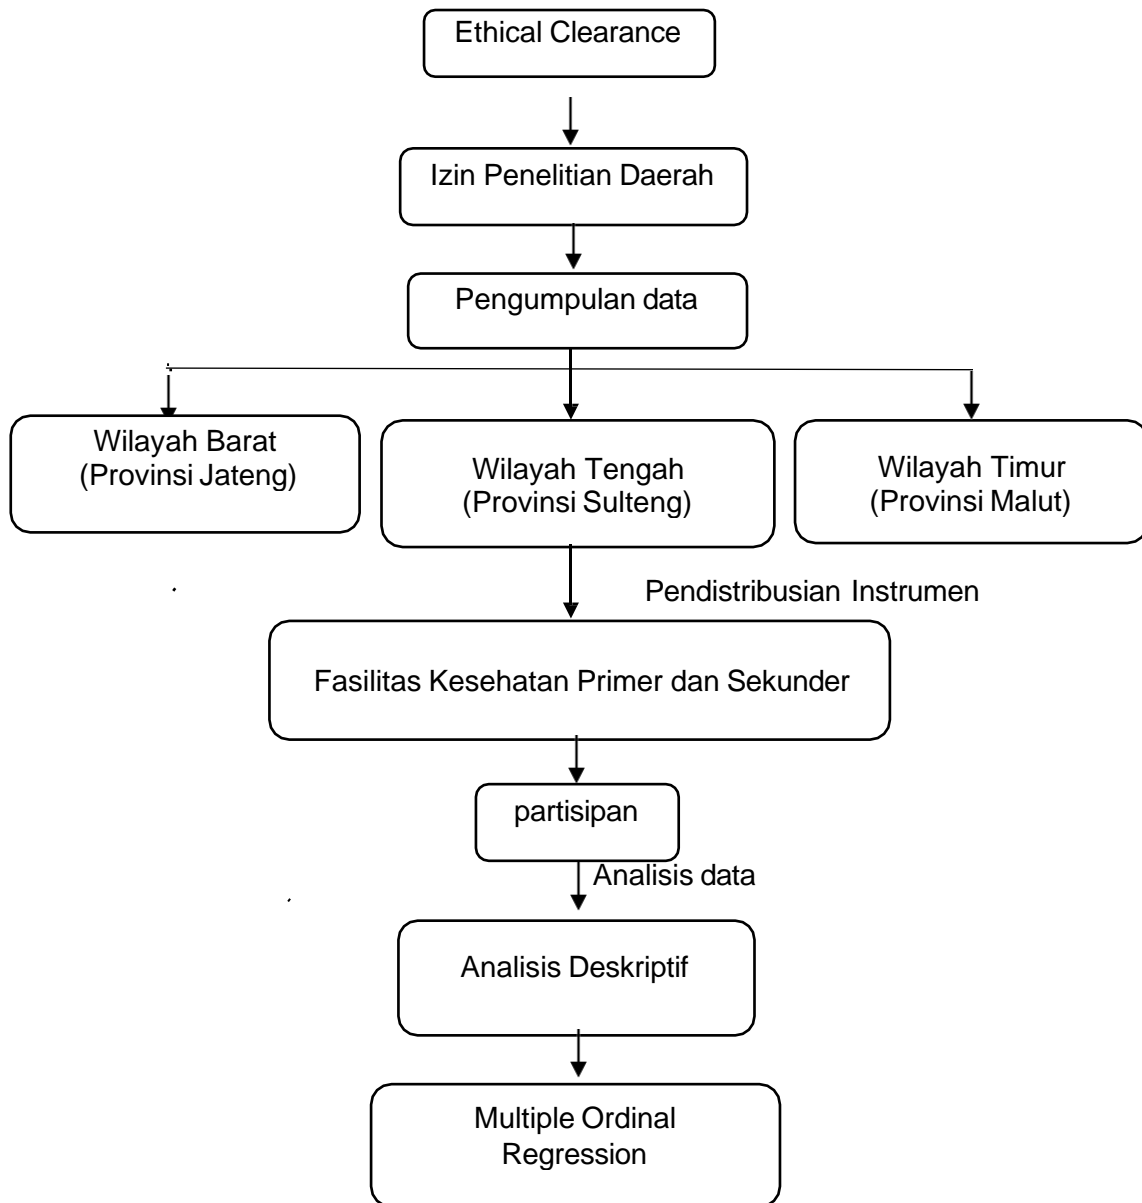 Ethical Clearance
Izin Penelitian Daerah
Pengumpulan data
Wilayah Barat
(Provinsi Jateng)
Wilayah Tengah
(Provinsi Sulteng)
Wilayah Timur
(Provinsi Malut)
Pendistribusian Instrumen
Fasilitas Kesehatan Primer dan Sekunder
partisipan
Analisis data
Analisis Deskriptif
Multiple Ordinal
Regression